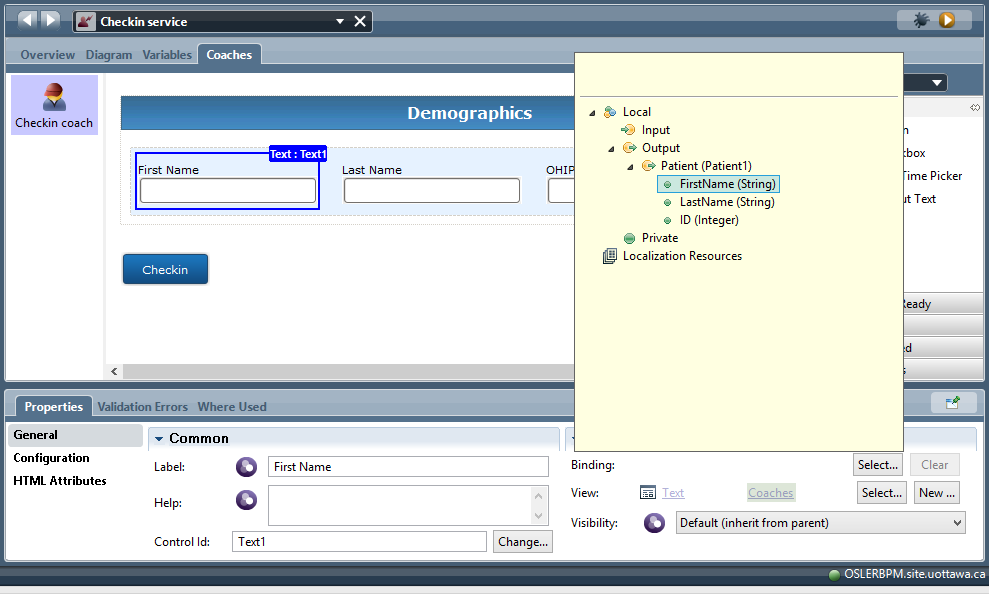 Checkin service
Overview Diagram Variables Coaches
Checkin coach
Demographics
Text : Text1
First Name
Last Name
OHIP
Checkin
Local
Input
Output
Patient (Patient1)
FirstName (String)
LastName (String)
ID (Integer)
Private
Localization Resources
Time Picker
ut Text
Ready
Properties Validation Errors Where Used
General
Configuration
HTML Attributes
Common
Label: First Name
Help:
Control Id: Text1 Change...
Binding: Select... Clear
View: Text Coaches Select... New ...
Visibility: Default (inherit from parent)
OSLERBPM.site.uottawa.ca